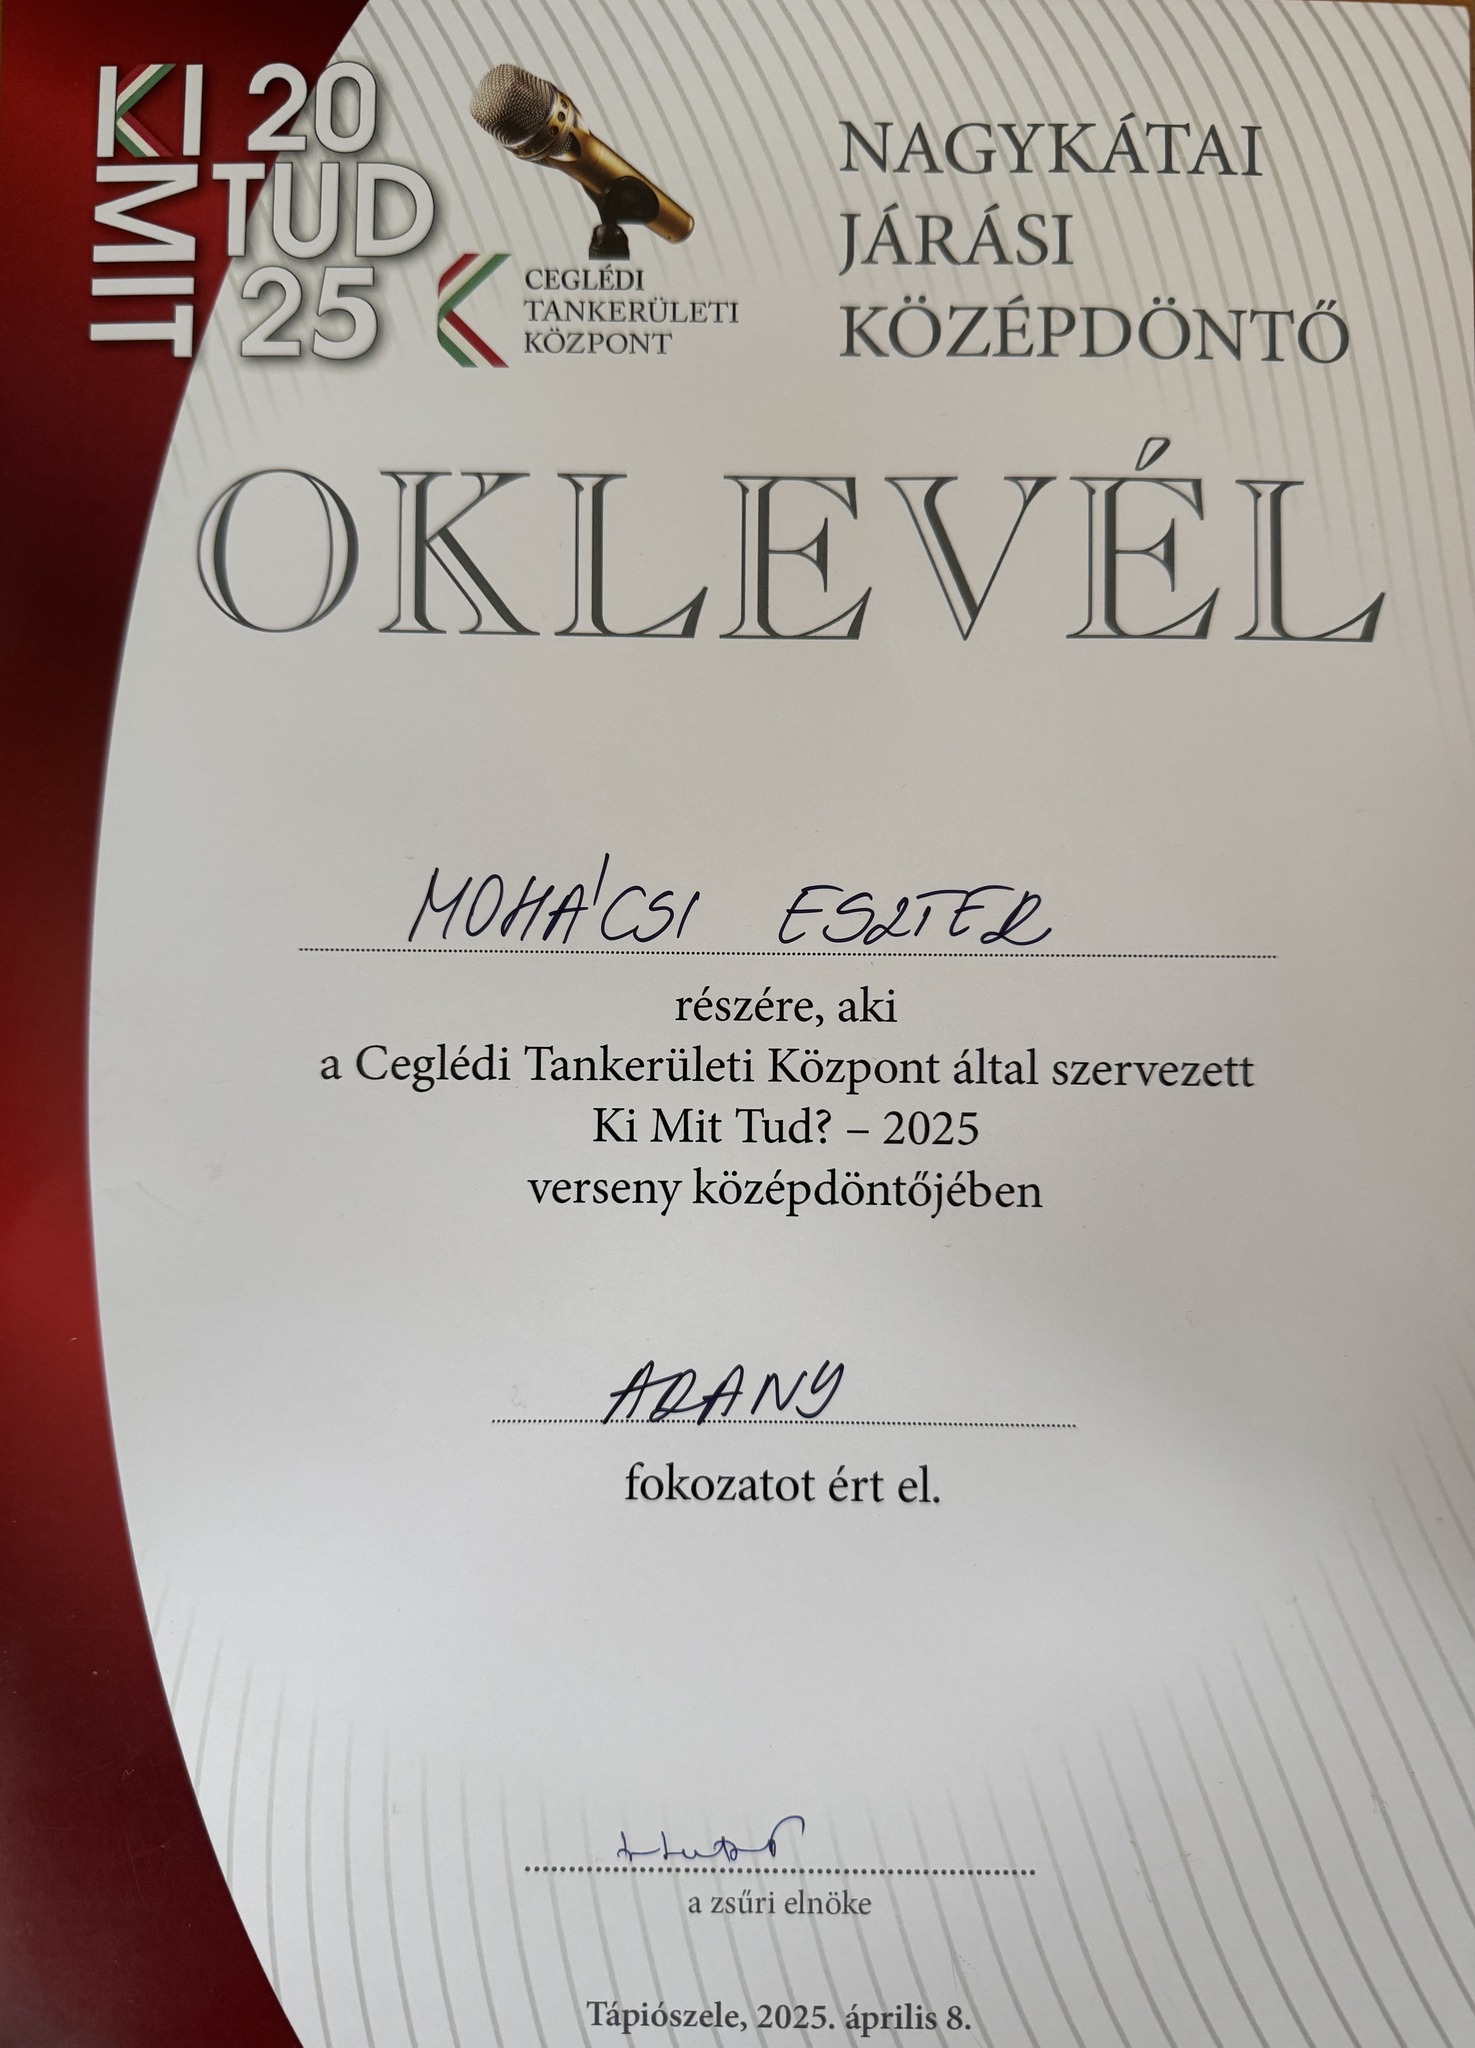 KI 20
MIT TUD
25
CEGLÉDI
TANKERÜLETI
KÖZPONT
NAGYKÁTAI
JÁRÁSI
KÖZÉPDÖNTŐ
OKLEVÉL
MOHÁCSI ESZTER
részére, aki
a Ceglédi Tankerületi Központ által szervezett
Ki Mit Tud? – 2025
verseny középdöntőjében
ARANY
fokozatot ért el.
a zsűri elnöke
Tápiószele, 2025. április 8.